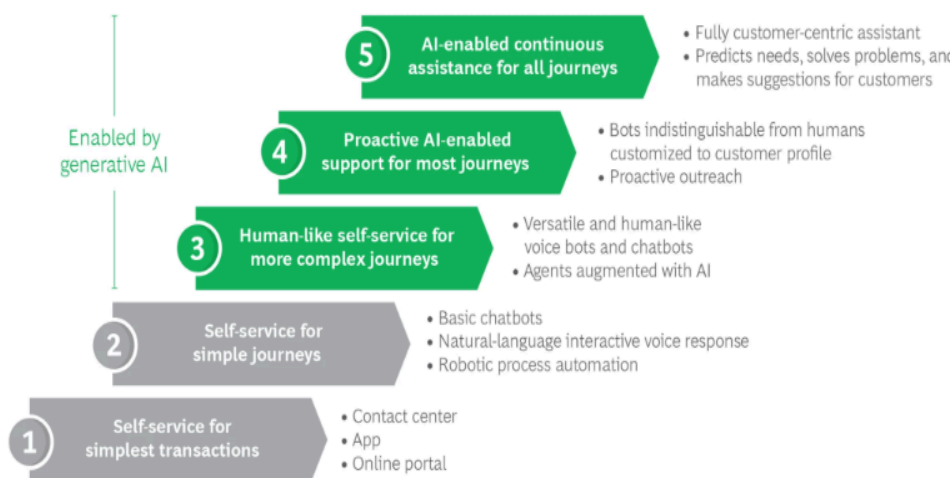 5
AI-enabled continuous
assistance for all journeys
• Fully customer-centric assistant
• Predicts needs, solves problems, and
makes suggestions for customers
Enabled by
generative AI
4
Proactive AI-enabled
support for most journeys
• Bots indistinguishable from humans
customized to customer profile
• Proactive outreach
3
Human-like self-service for
more complex journeys
• Versatile and human-like
voice bots and chatbots
• Agents augmented with AI
2
Self-service for
simple journeys
• Basic chatbots
• Natural-language interactive voice response
• Robotic process automation
1
Self-service for
simplest transactions
• Contact center
• App
• Online portal